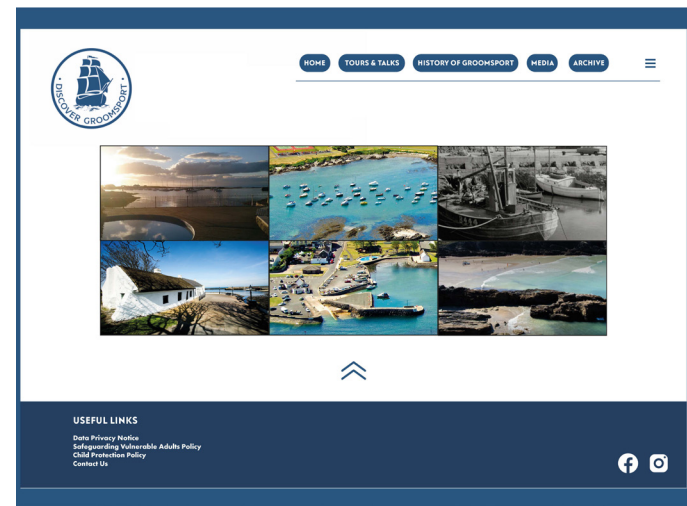 DISCOVER GROOMSPORT
HOME
TOURS & TALKS
HISTORY OF GROOMSPORT
MEDIA
ARCHIVE
USEFUL LINKS
Data Privacy Notice
Safeguarding Vulnerable Adults Policy
Child Protection Policy
Contact Us